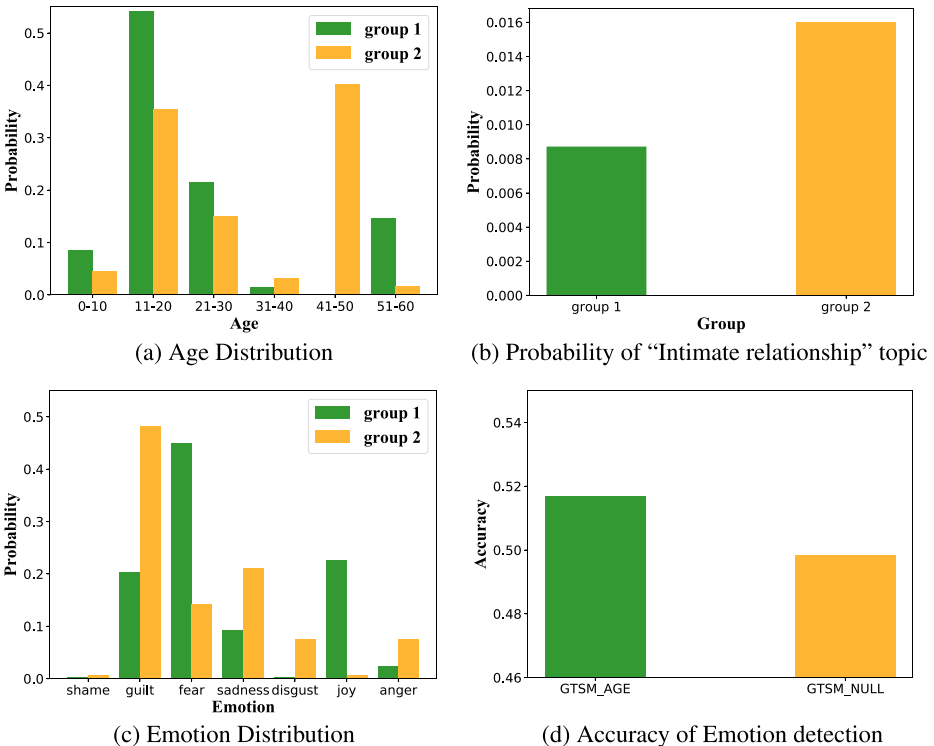 0.5
0.4
0.3
0.2
0.1
0.0
Probability
group 1
group 2
0-10 11-20 21-30 31-40 41-50 51-60
Age
(a) Age Distribution
0.016
0.014
0.012
0.010
0.008
0.006
0.004
0.002
0.000
Probability
group 1 group 2
Group
(b) Probability of “Intimate relationship” topic
0.5
0.4
0.3
0.2
0.1
0.0
Probability
group 1
group 2
shame guilt fear sadness disgust joy anger
Emotion
(c) Emotion Distribution
0.54
0.52
0.50
0.48
0.46
Accuracy
GTSM_AGE GTSM_NULL
(d) Accuracy of Emotion detection